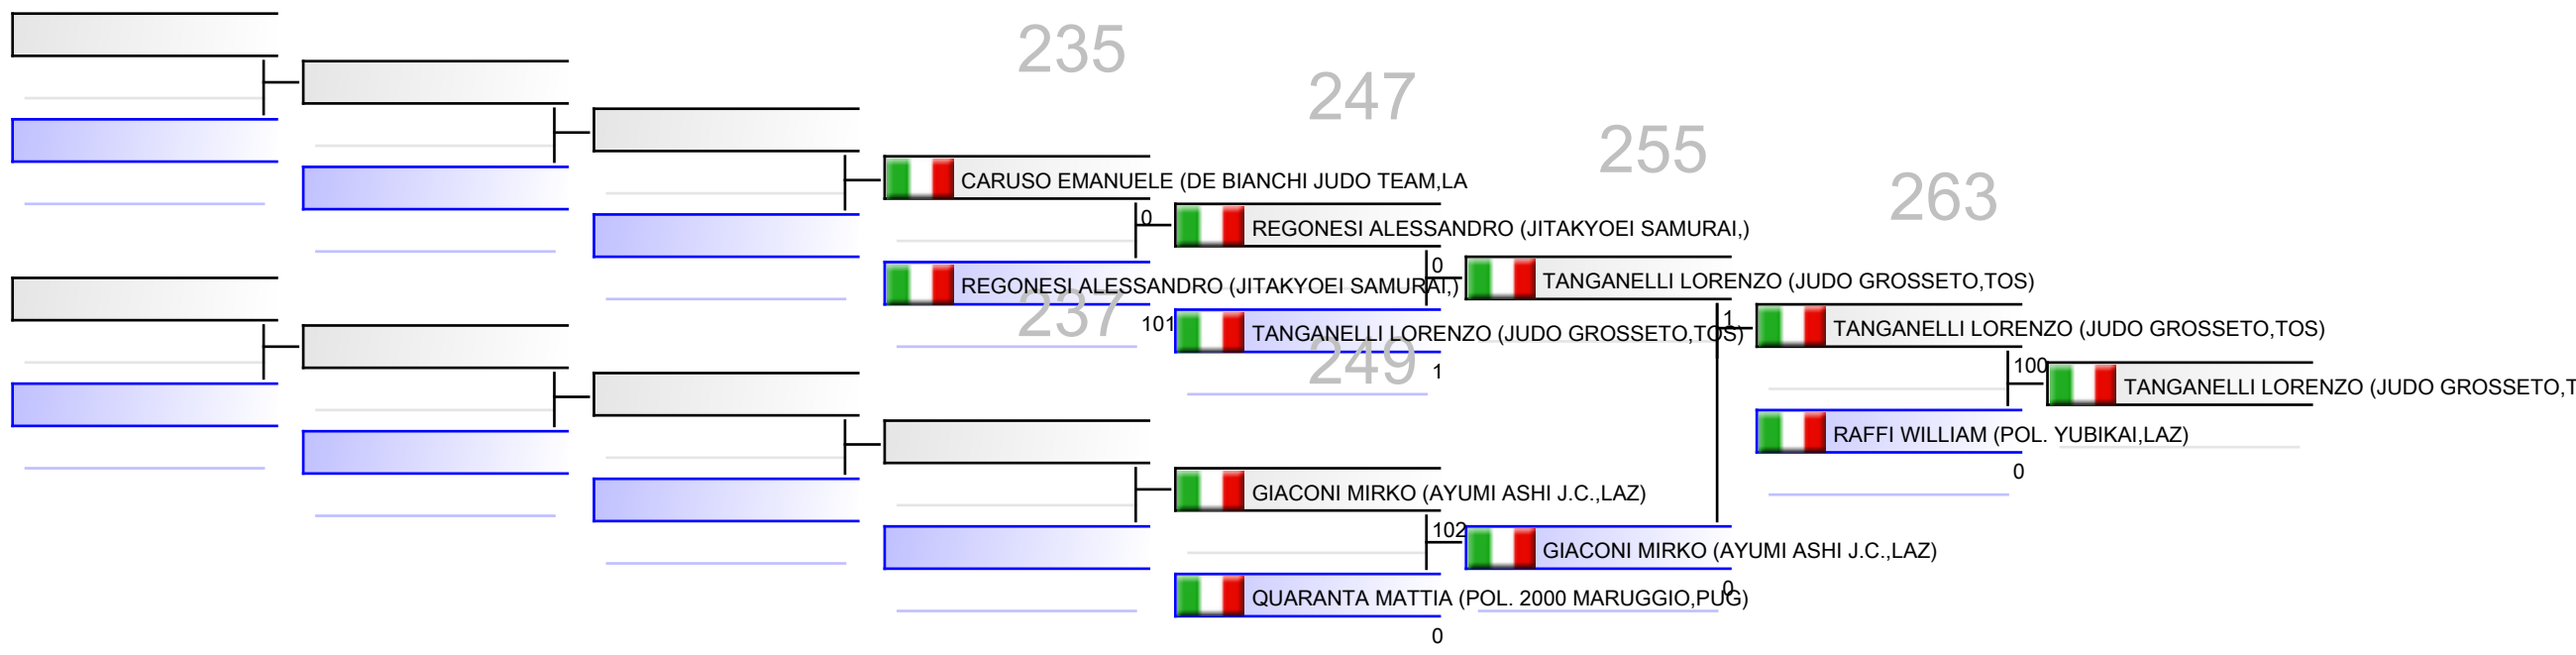 235
247
255
263
CARUSO EMANUELE (DE BIANCHI JUDO TEAM,LA
0
REGONESI ALESSANDRO (JITAKYOEI SAMURAI,)
0
TANGANELLI LORENZO (JUDO GROSSETO,TOS)
REGONESI ALESSANDRO (JITAKYOEI SAMURAI,)
237
101
TANGANELLI LORENZO (JUDO GROSSETO,TOS)
1
TANGANELLI LORENZO (JUDO GROSSETO,TOS)
249
1
100
TANGANELLI LORENZO (JUDO GROSSETO,T
RAFFI WILLIAM (POL. YUBIKAI,LAZ)
0
GIACONI MIRKO (AYUMI ASHI J.C.,LAZ)
102
GIACONI MIRKO (AYUMI ASHI J.C.,LAZ)
0
QUARANTA MATTIA (POL. 2000 MARUGGIO,PUG)
0